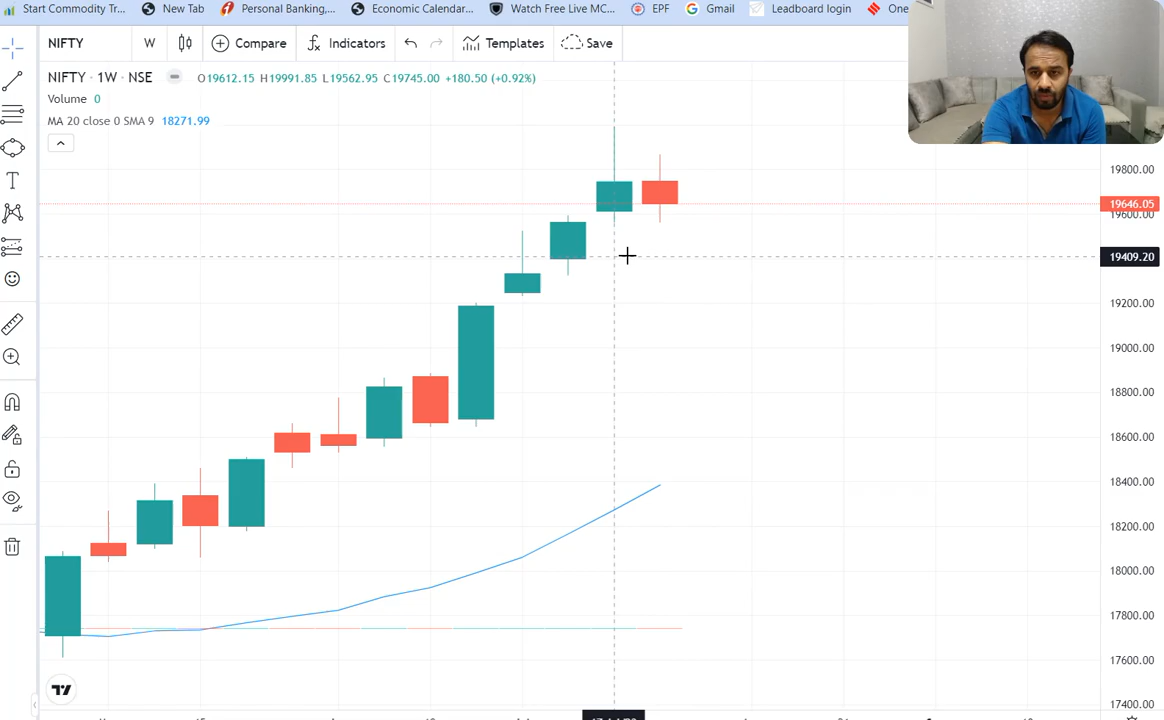 Start Commodity Tr... New Tab Personal Banking,... Economic Calendar... Watch Free Live MC... EPF Gmail Leadboard login One
NIFTY W Compare Indicators Templates Save
NIFTY · 1W · NSE O19612.15 H19991.85 L19562.95 C19745.00 +180.50 (+0.92%)
Volume 0
MA 20 close 0 SMA 9 18271.99
19800.00
19646.05
19600.00
19409.20
19200.00
19000.00
18800.00
18600.00
18400.00
18200.00
18000.00
17800.00
17600.00
17400.00